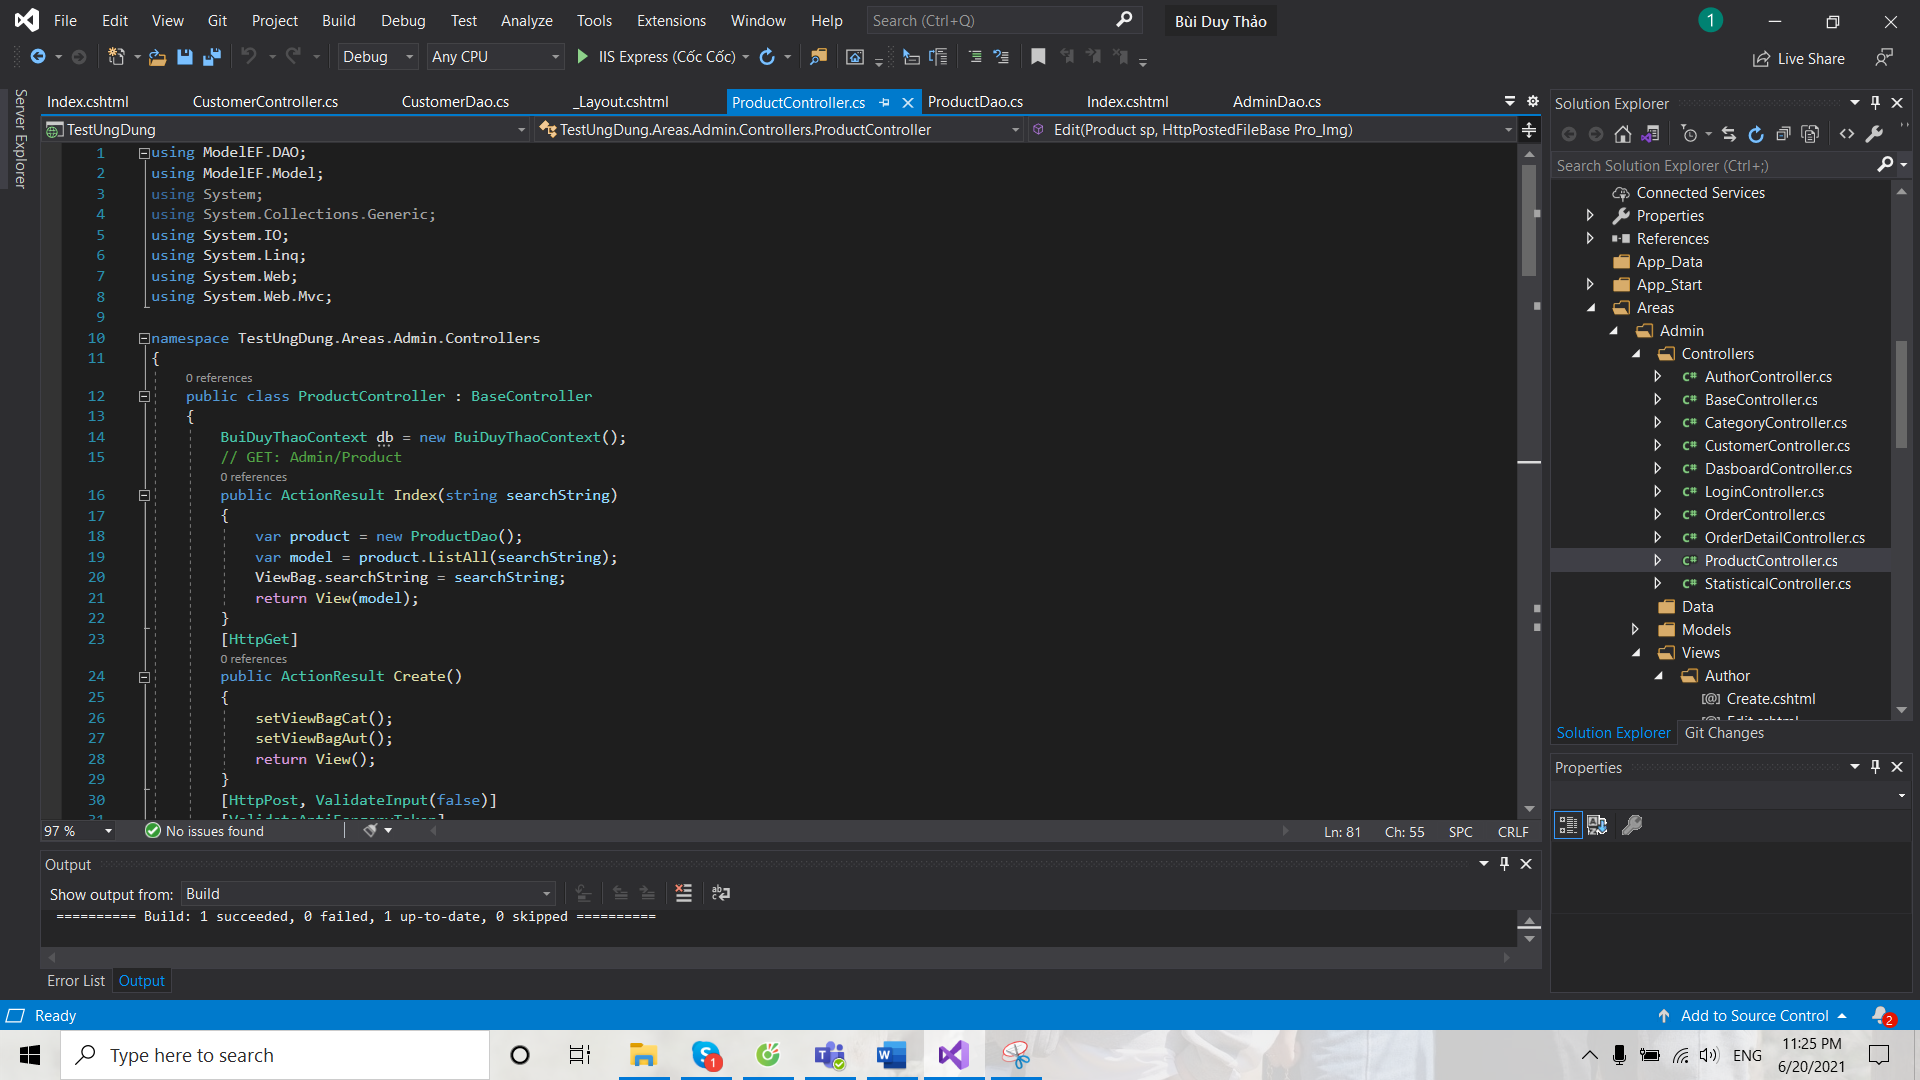 File Edit View Git Project Build Debug Test Analyze Tools Extensions Window Help Search (Ctrl+Q) Bùi Duy Thảo 1
Debug Any CPU IIS Express (Cốc Cốc) Live Share
Server Explorer
Index.cshtml CustomerController.cs CustomerDao.cs _Layout.cshtml ProductController.cs ProductDao.cs Index.cshtml AdminDao.cs
TestUngDung TestUngDung.Areas.Admin.Controllers.ProductController Edit(Product sp, HttpPostedFileBase Pro_Img)
1 using ModelEF.DAO;
2 using ModelEF.Model;
3 using System;
4 using System.Collections.Generic;
5 using System.IO;
6 using System.Linq;
7 using System.Web;
8 using System.Web.Mvc;
9
10 namespace TestUngDung.Areas.Admin.Controllers
11 {
0 references
12 public class ProductController : BaseController
13 {
14 BuiDuyThaoContext db = new BuiDuyThaoContext();
15 // GET: Admin/Product
0 references
16 public ActionResult Index(string searchString)
17 {
18 var product = new ProductDao();
19 var model = product.ListAll(searchString);
20 ViewBag.searchString = searchString;
21 return View(model);
22 }
23 [HttpGet]
0 references
24 public ActionResult Create()
25 {
26 setViewBagCat();
27 setViewBagAut();
28 return View();
29 }
30 [HttpPost, ValidateInput(false)]
31 [ValidateAntiForgeryToken]
97 % No issues found Ln: 81 Ch: 55 SPC CRLF
Output
Show output from: Build
========== Build: 1 succeeded, 0 failed, 1 up-to-date, 0 skipped ==========
Error List Output
Solution Explorer
Search Solution Explorer (Ctrl+;)
Connected Services
Properties
References
App_Data
App_Start
Areas
Admin
Controllers
AuthorController.cs
BaseController.cs
CategoryController.cs
CustomerController.cs
DasboardController.cs
LoginController.cs
OrderController.cs
OrderDetailController.cs
ProductController.cs
StatisticalController.cs
Data
Models
Views
Author
Create.cshtml
Edit.cshtml
Solution Explorer Git Changes
Properties
Ready Add to Source Control 2
Type here to search 1 ENG 11:25 PM
6/20/2021